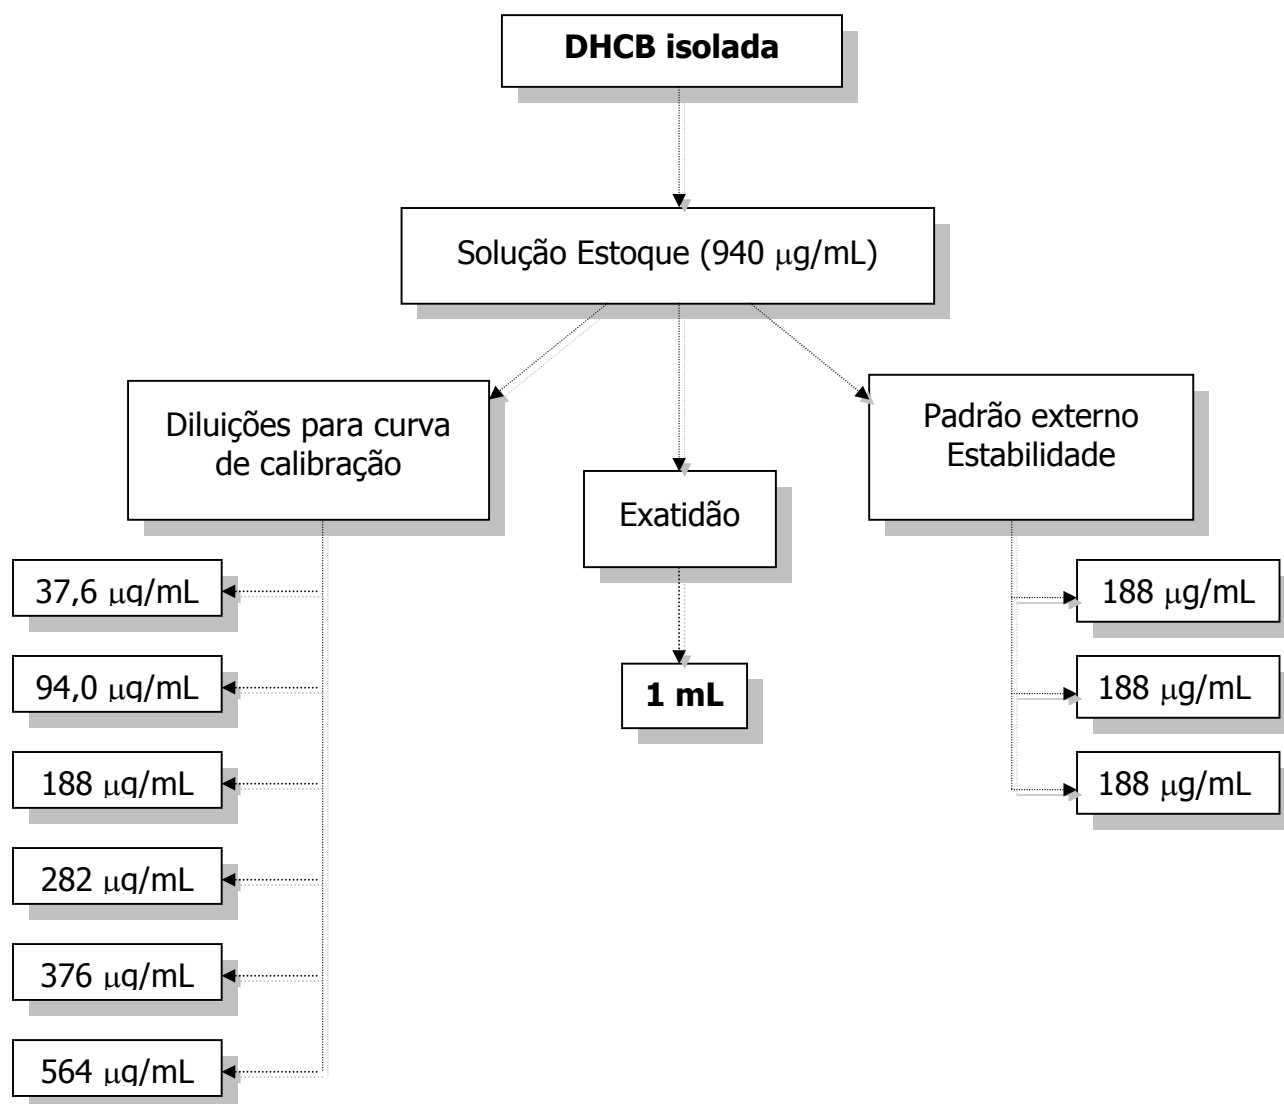 DHCB isolada
Solução Estoque (940 μg/mL)
Diluições para curva
de calibração
Exatidão
Padrão externo
Estabilidade
37,6 μg/mL
94,0 μg/mL
188 μg/mL
282 μg/mL
376 μg/mL
564 μg/mL
1 mL
188 μg/mL
188 μg/mL
188 μg/mL